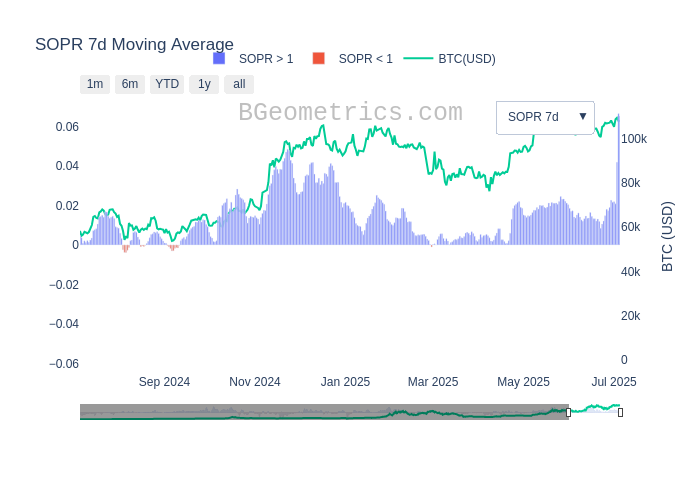 SOPR 7d Moving Average
SOPR > 1
SOPR < 1
BTC(USD)
1m
6m
YTD
1y
all
BGeometrics.com
SOPR 7d ▼
0.06
0.04
0.02
0
−0.02
−0.04
−0.06
100k
80k
60k
40k
20k
0
BTC (USD)
Sep 2024
Nov 2024
Jan 2025
Mar 2025
May 2025
Jul 2025